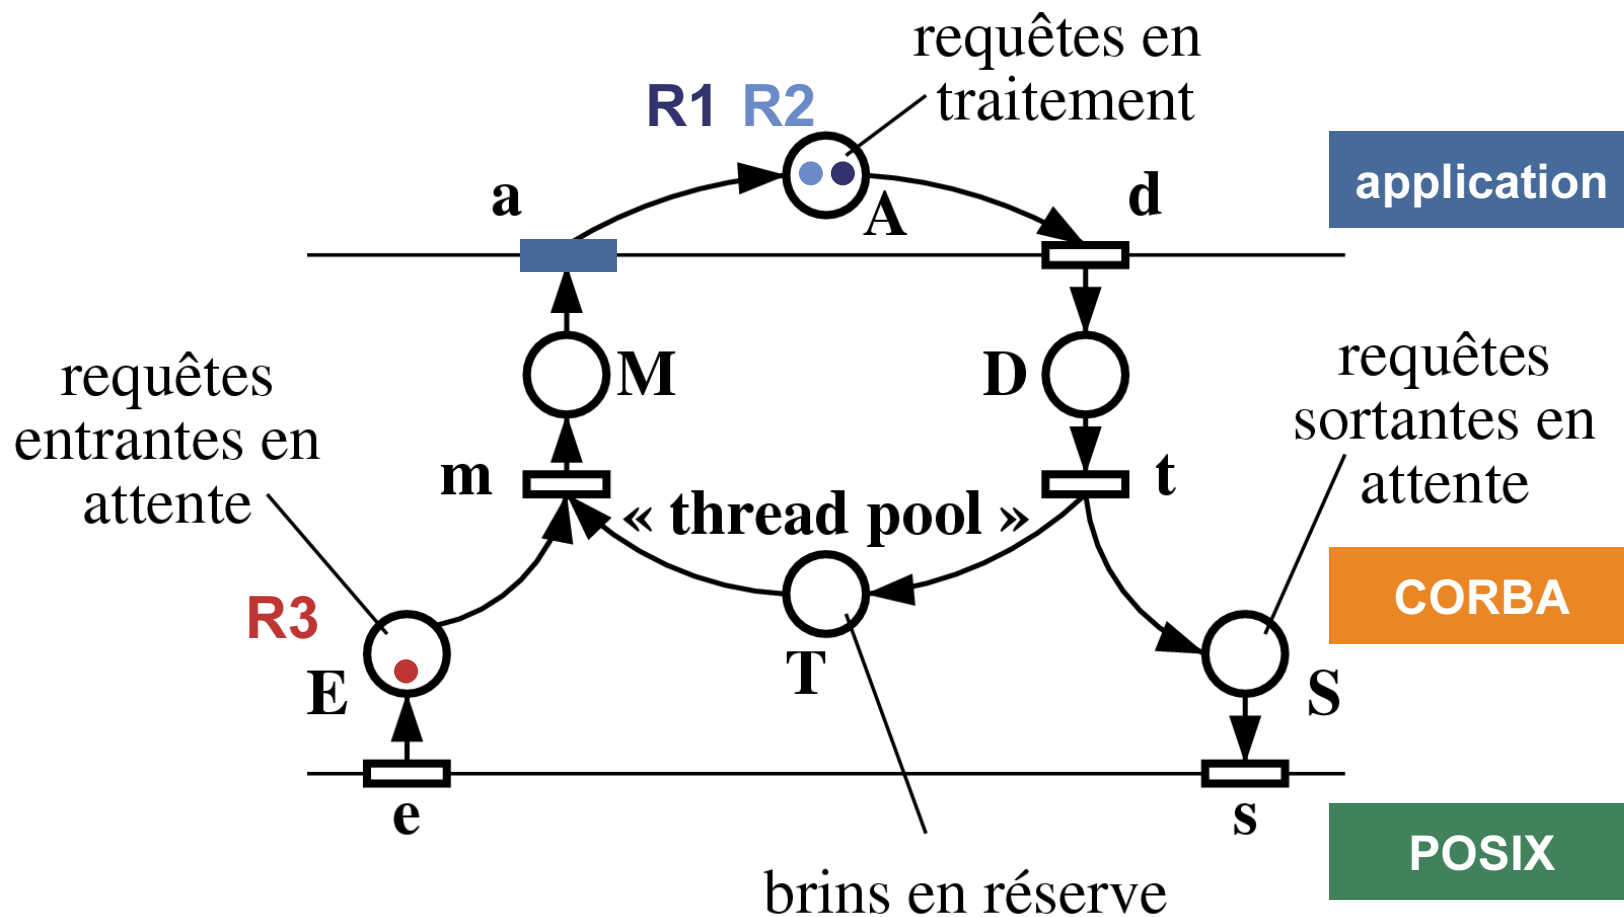 requêtes en
traitement
R1 R2
application
a
A
d
M
D
requêtes
entrantes en
attente
requêtes
sortantes en
attente
m
t
« thread pool »
CORBA
R3
E
T
S
e
s
POSIX
brins en réserve